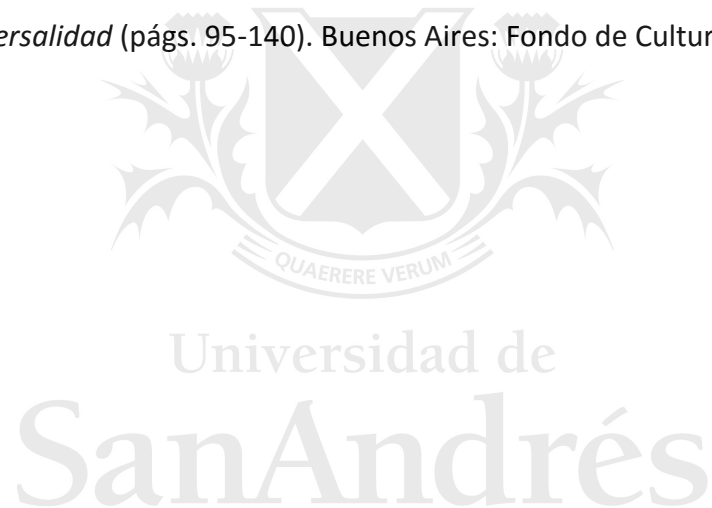 ersalidad (págs. 95-140). Buenos Aires: Fondo de Cultur
QUAERERE VERUM
Universidad de
SanAndrés